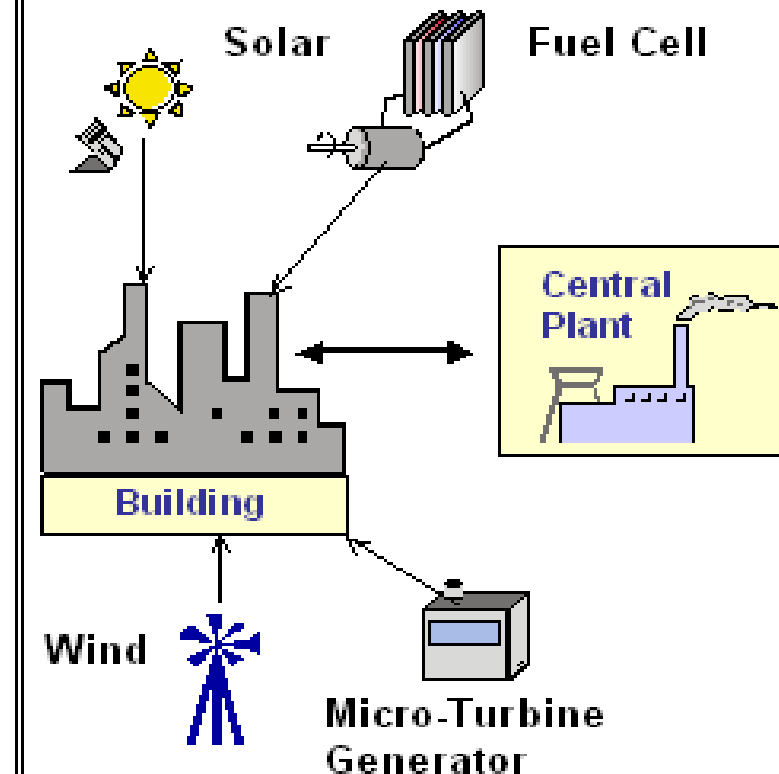 Solar
Fuel Cell
Central
Plant
Building
Wind
Micro-Turbine
Generator